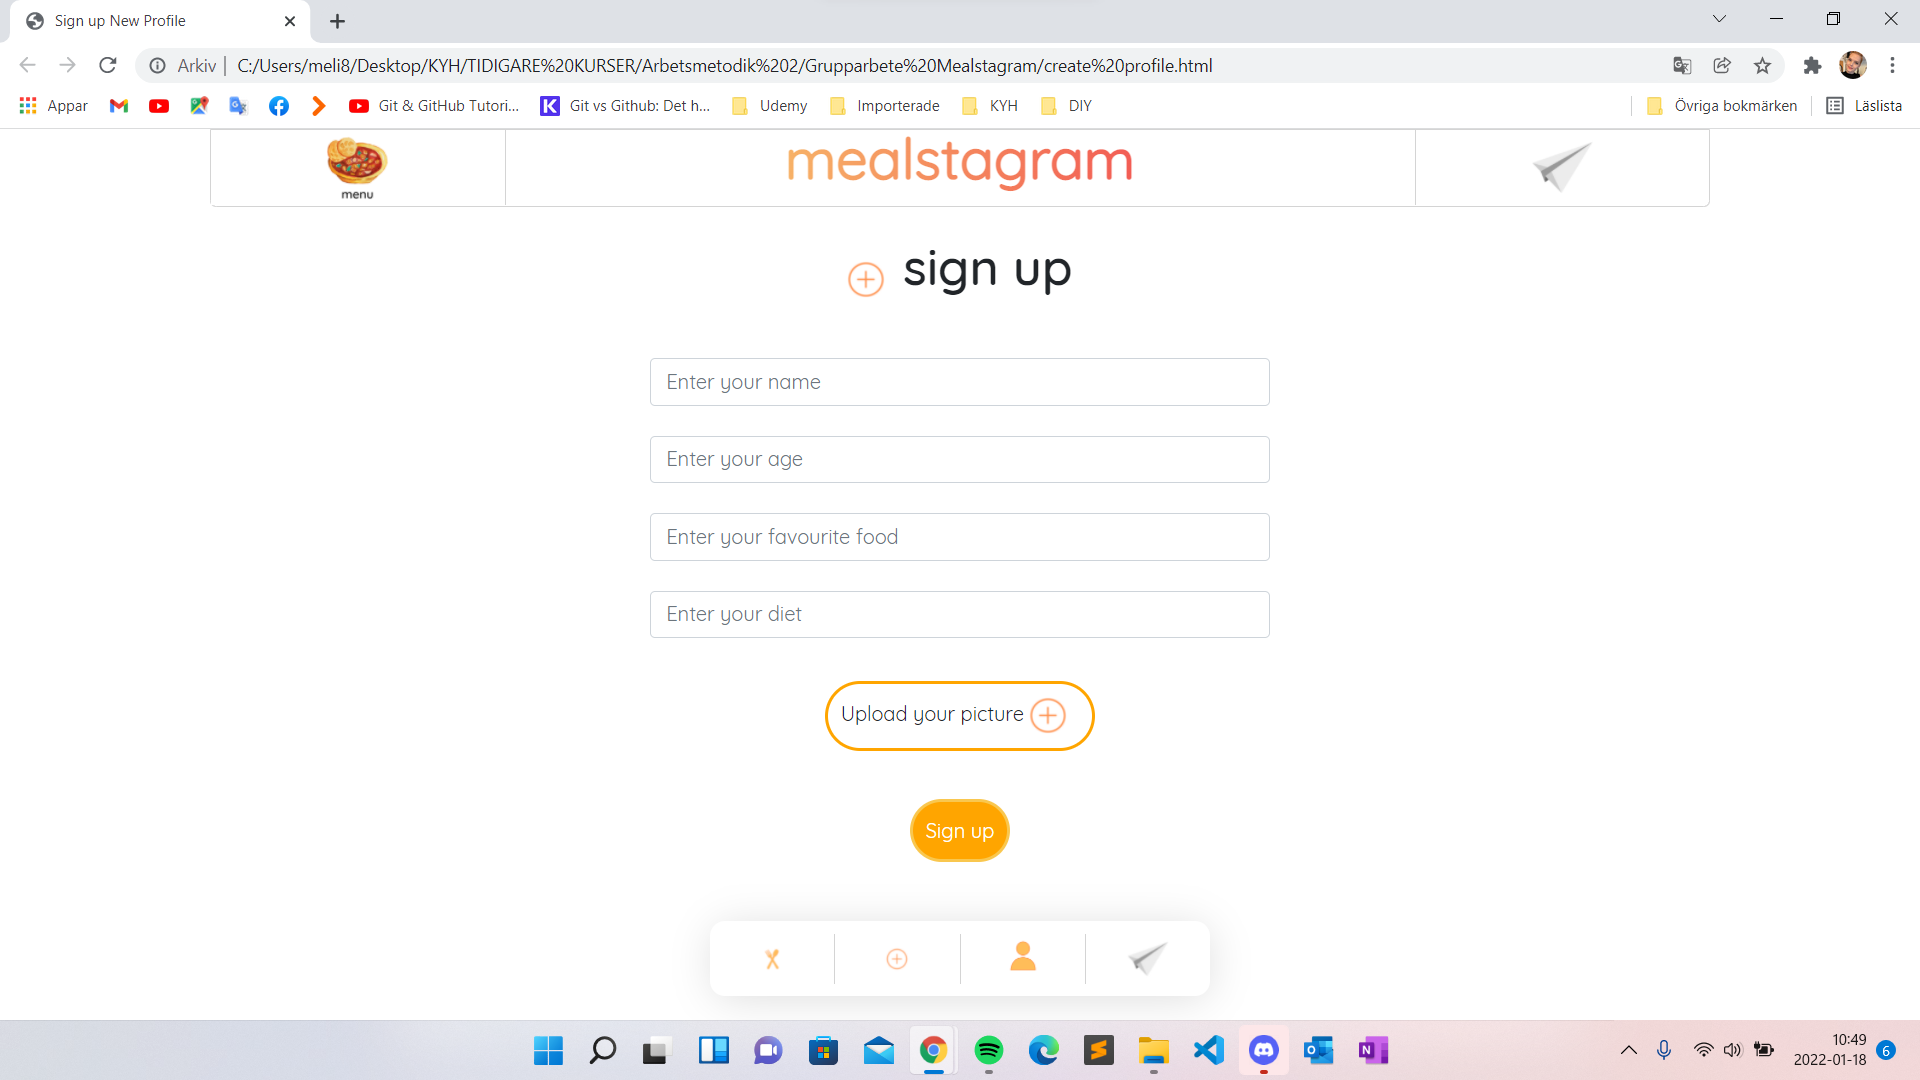 Sign up New Profile
Arkiv | C:/Users/meli8/Desktop/KYH/TIDIGARE%20KURSER/Arbetsmetodik%202/Grupparbete%20Mealstagram/create%20profile.html
Appar Git & GitHub Tutori... K Git vs Github: Det h... Udemy Importerade KYH DIY Övriga bokmärken Läslista
menu
mealstagram
sign up
Enter your name
Enter your age
Enter your favourite food
Enter your diet
Upload your picture
Sign up
10:49
2022-01-18
6